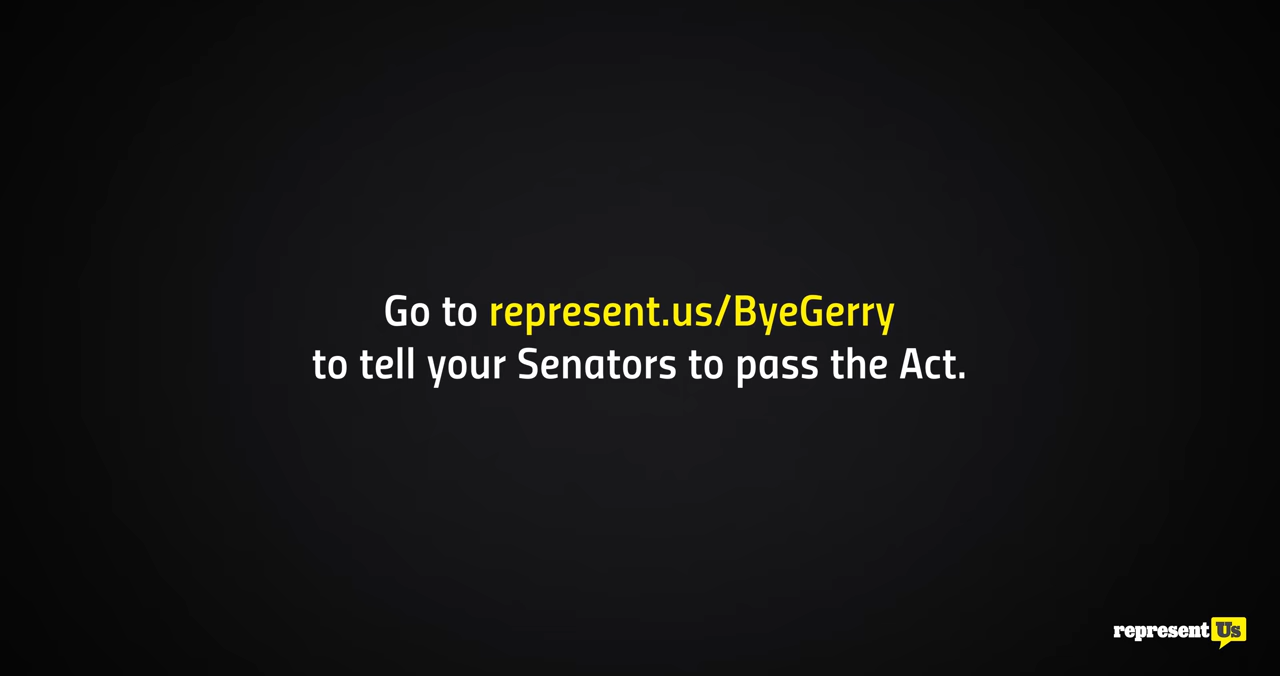 Go to represent.us/ByeGerry
to tell your Senators to pass the Act.
represent Us